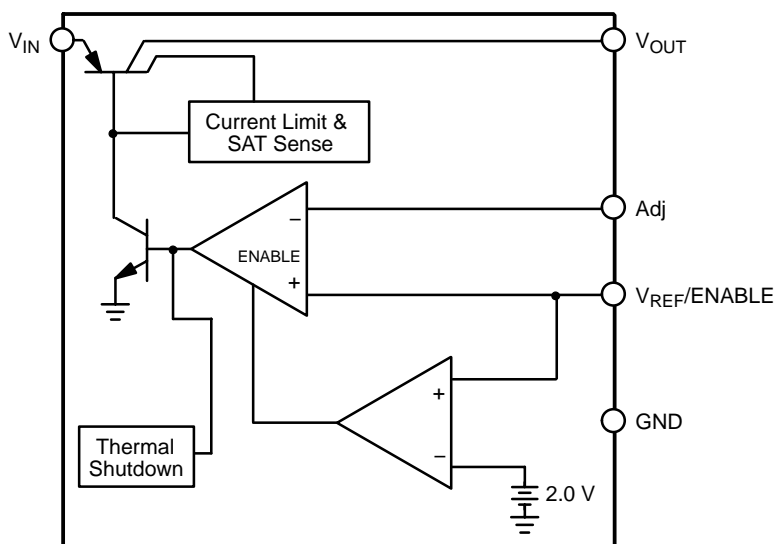 V_IN
V_OUT
Current Limit &
SAT Sense
Adj
−
ENABLE
+
V_REF/ENABLE
+
GND
Thermal
Shutdown
−
2.0 V